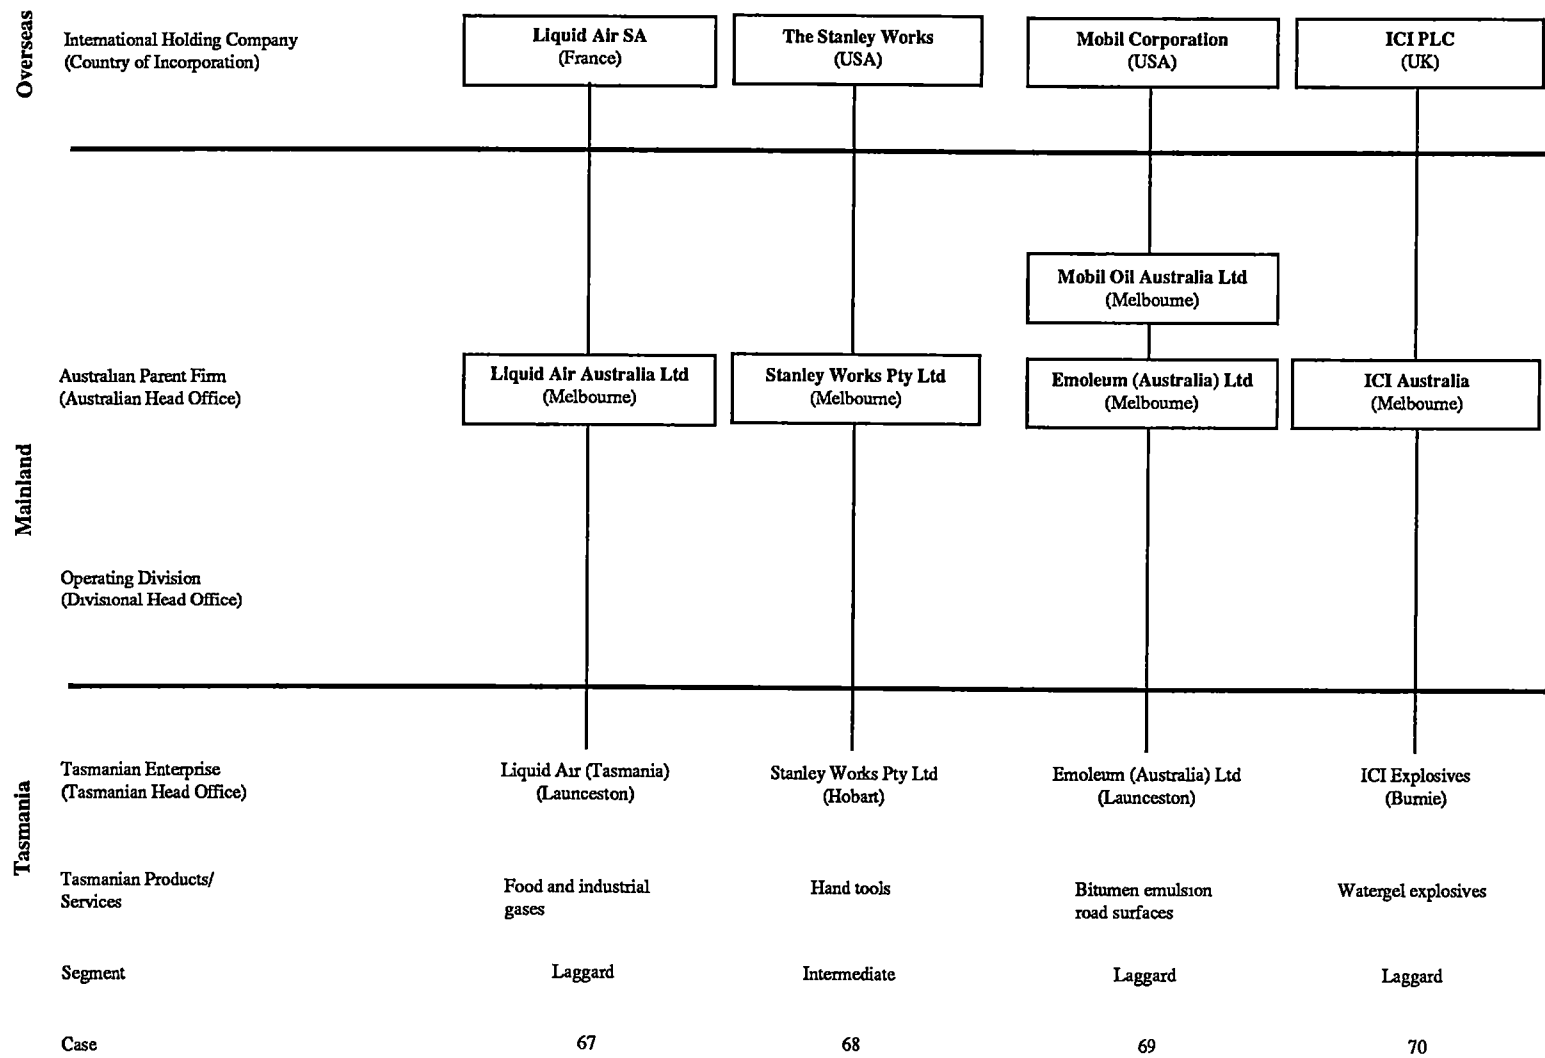 Overseas
International Holding Company
(Country of Incorporation)
Liquid Air SA
(France)
The Stanley Works
(USA)
Mobil Corporation
(USA)
ICI PLC
(UK)
Mainland
Mobil Oil Australia Ltd
(Melbourne)
Australian Parent Firm
(Australian Head Office)
Liquid Air Australia Ltd
(Melbourne)
Stanley Works Pty Ltd
(Melbourne)
Emoleum (Australia) Ltd
(Melbourne)
ICI Australia
(Melbourne)
Operating Division
(Divisional Head Office)
Tasmania
Tasmanian Enterprise
(Tasmanian Head Office)
Liquid Air (Tasmania)
(Launceston)
Stanley Works Pty Ltd
(Hobart)
Emoleum (Australia) Ltd
(Launceston)
ICI Explosives
(Burnie)
Tasmanian Products/
Services
Food and industrial
gases
Hand tools
Bitumen emulsion
road surfaces
Watergel explosives
Segment
Laggard
Intermediate
Laggard
Laggard
Case
67
68
69
70